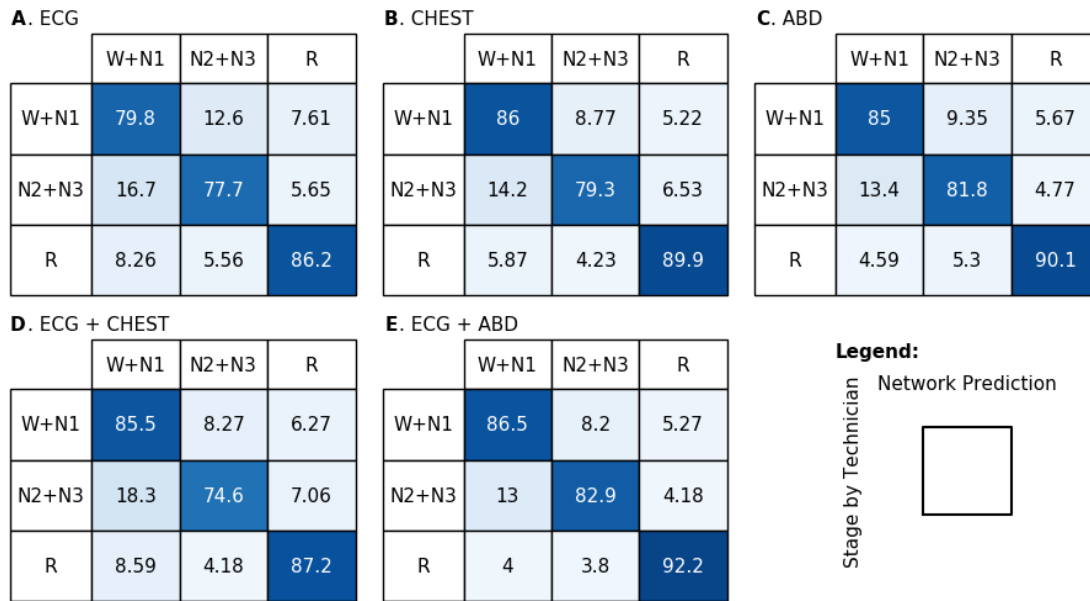 A. ECG
W+N1 N2+N3 R
W+N1 79.8 12.6 7.61
N2+N3 16.7 77.7 5.65
R 8.26 5.56 86.2
B. CHEST
W+N1 N2+N3 R
W+N1 86 8.77 5.22
N2+N3 14.2 79.3 6.53
R 5.87 4.23 89.9
C. ABD
W+N1 N2+N3 R
W+N1 85 9.35 5.67
N2+N3 13.4 81.8 4.77
R 4.59 5.3 90.1
D. ECG + CHEST
W+N1 N2+N3 R
W+N1 85.5 8.27 6.27
N2+N3 18.3 74.6 7.06
R 8.59 4.18 87.2
E. ECG + ABD
W+N1 N2+N3 R
W+N1 86.5 8.2 5.27
N2+N3 13 82.9 4.18
R 4 3.8 92.2
Legend:
Network Prediction
Stage by Technician